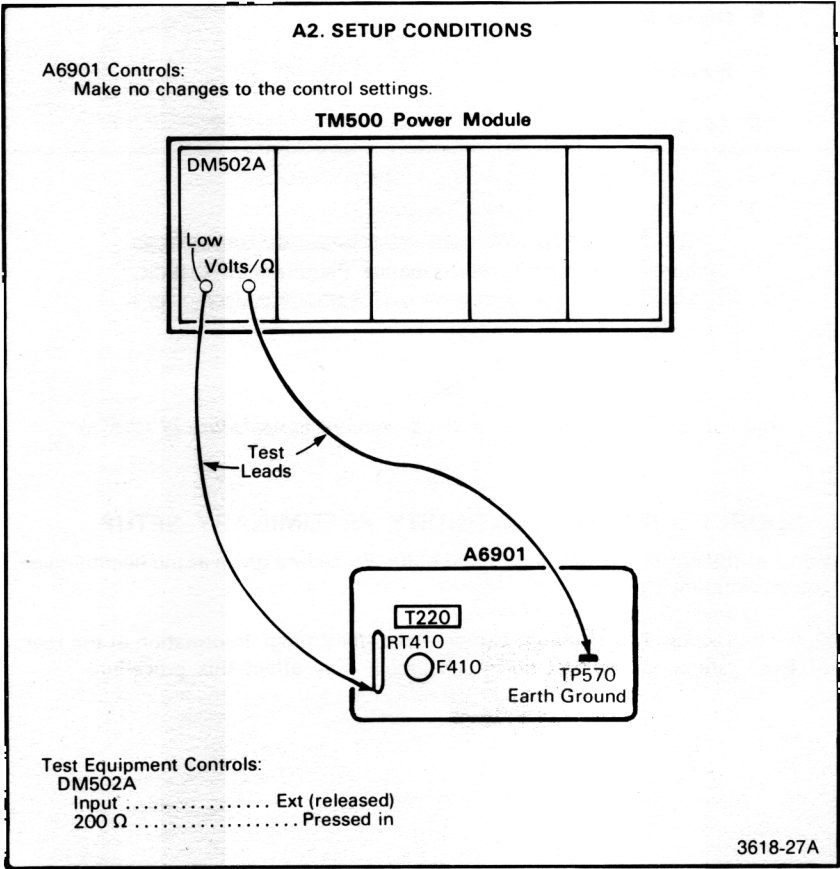 A2. SETUP CONDITIONS
A6901 Controls:
Make no changes to the control settings.
TM500 Power Module
DM502A
Low
Volts/Ω
Test
Leads
A6901
T220
RT410
F410
TP570
Earth Ground
Test Equipment Controls:
DM502A
Input ................ Ext (released)
200 Ω ................... Pressed in
3618-27A